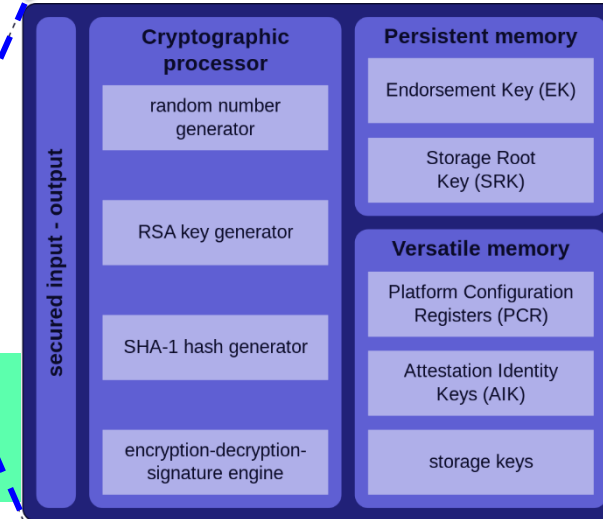 secured input - output
Cryptographic
processor
random number
generator
RSA key generator
SHA-1 hash generator
encryption-decryption-
signature engine
Persistent memory
Endorsement Key (EK)
Storage Root
Key (SRK)
Versatile memory
Platform Configuration
Registers (PCR)
Attestation Identity
Keys (AIK)
storage keys